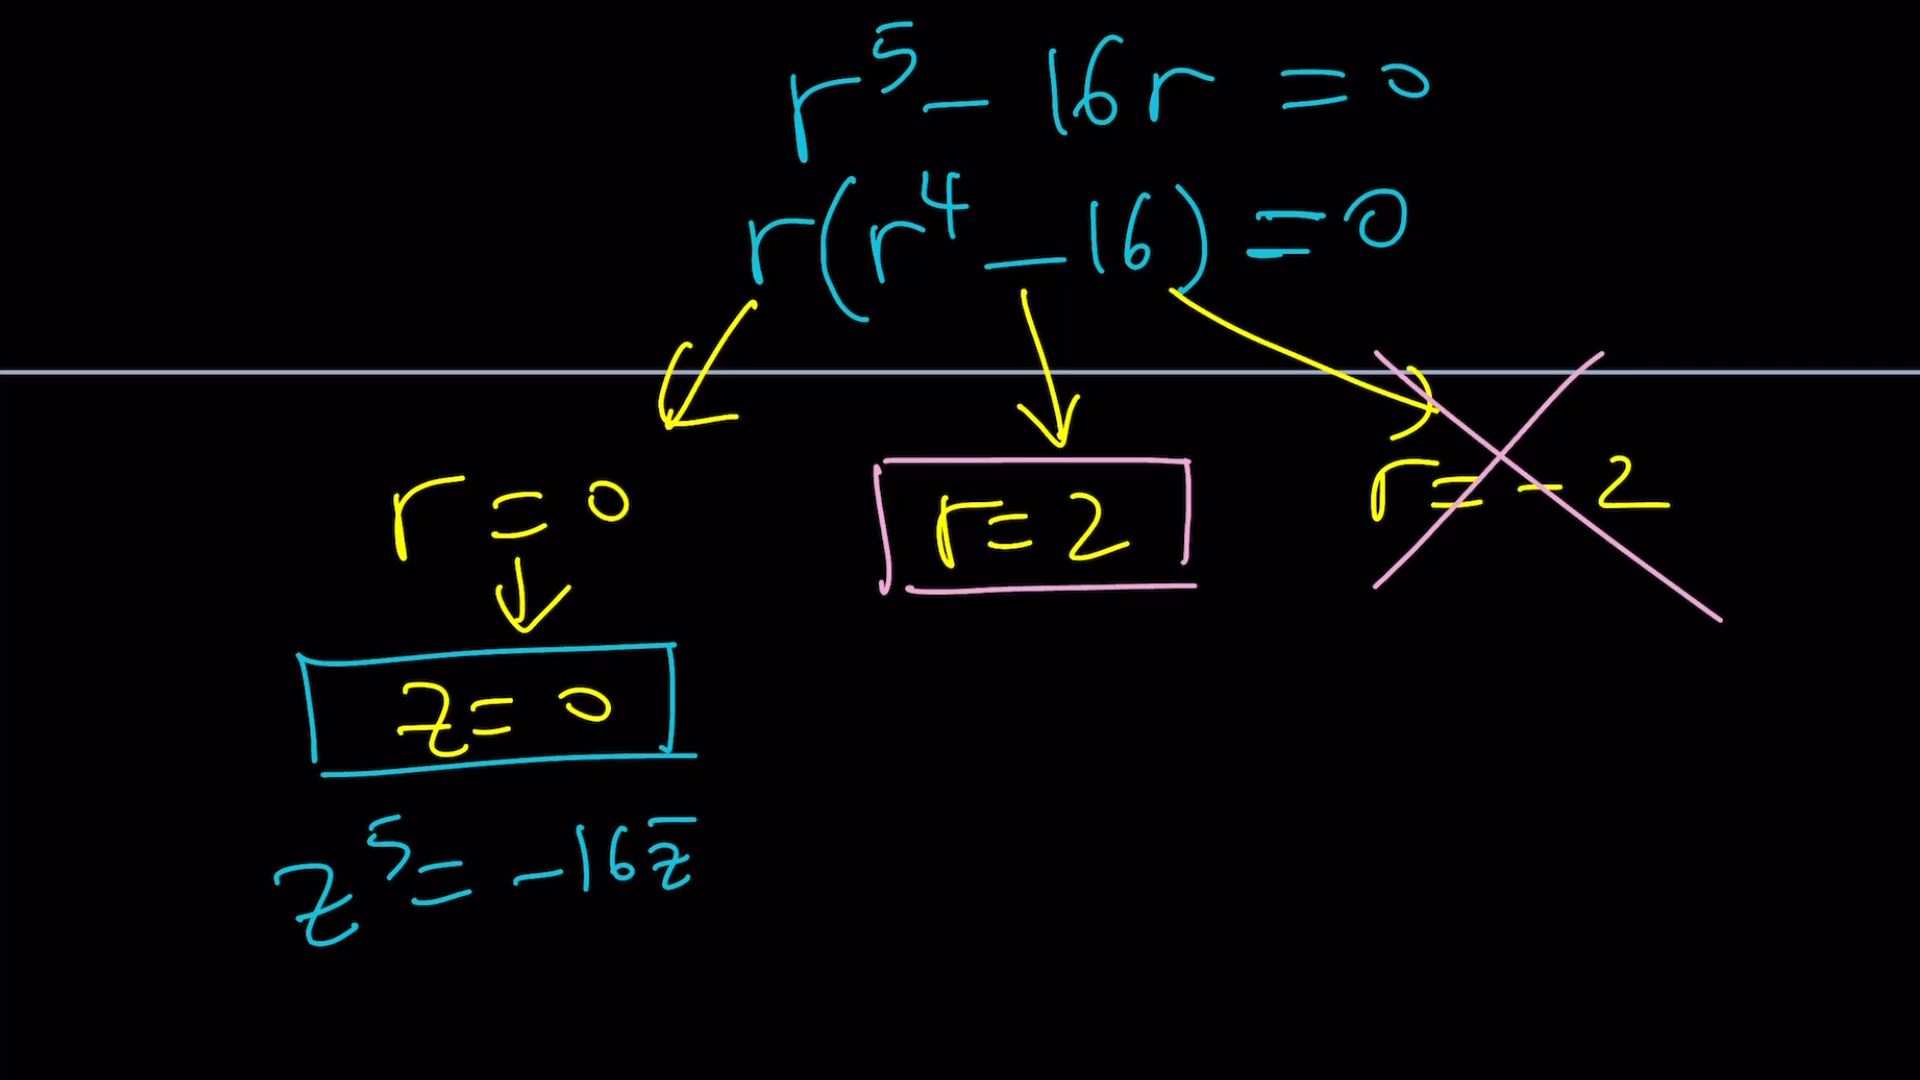 r⁵ - 16r = 0
r(r⁴ - 16) = 0
r = 0 r = 2 r = -2
z = 0
z⁵ = -16z̅